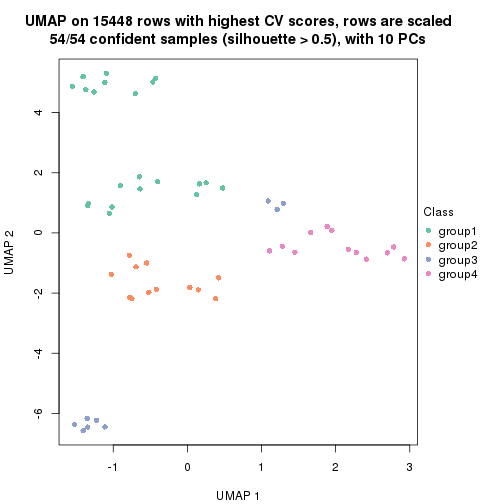 UMAP on 15448 rows with highest CV scores, rows are scaled
54/54 confident samples (silhouette > 0.5), with 10 PCs
4
2
0
-2
-4
-6
UMAP 2
-1
0
1
2
3
UMAP 1
Class
group1
group2
group3
group4